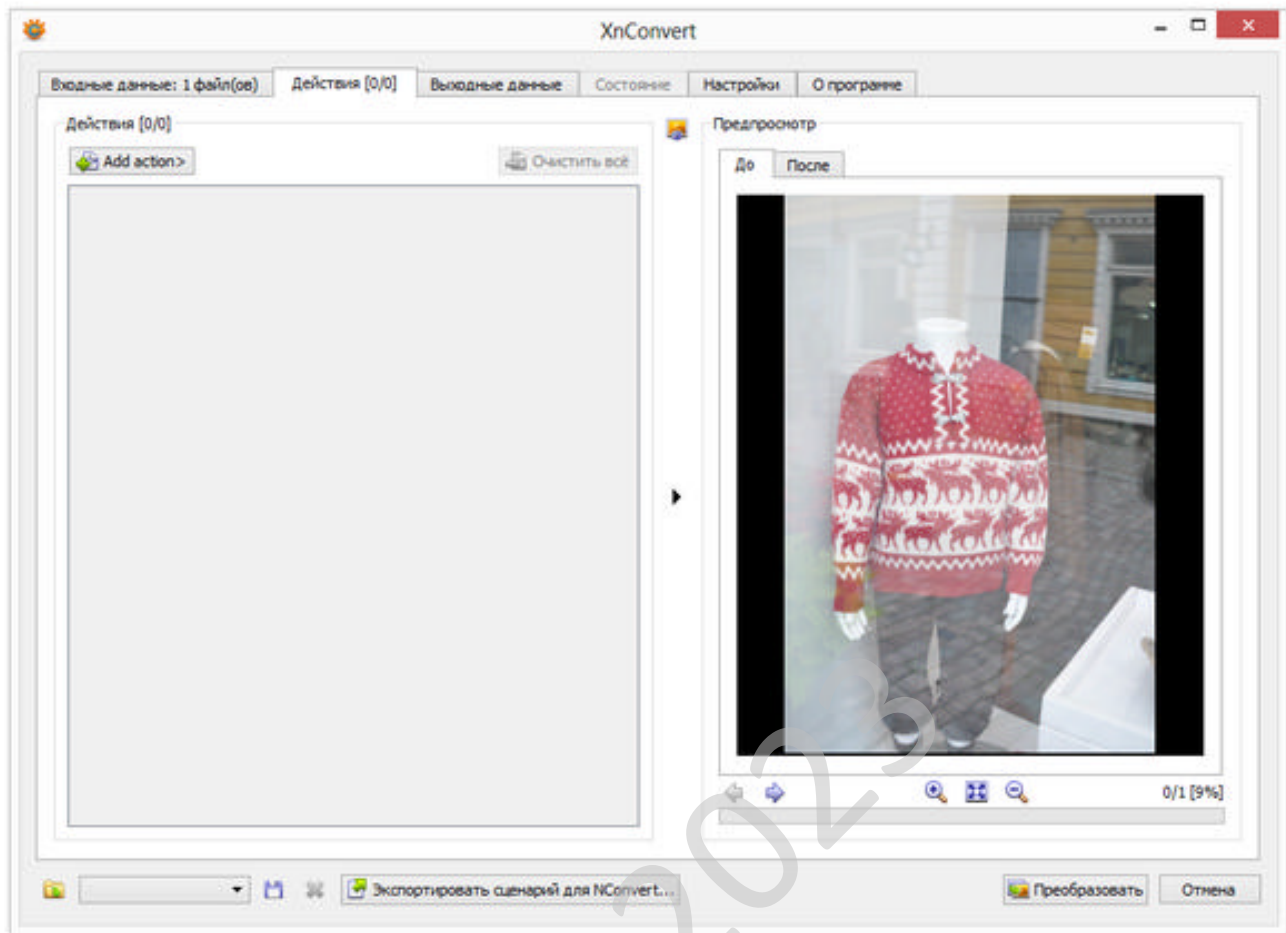 XnConvert
Входные данные: 1 файл(ов) Действия [0/0] Выходные данные Состояние Настройки О программе
Действия [0/0] Предпросмотр
Add action> Очистить всё До После
0/1 [9%]
Экспортировать сценарий для NConvert... Преобразовать Отмена
2023